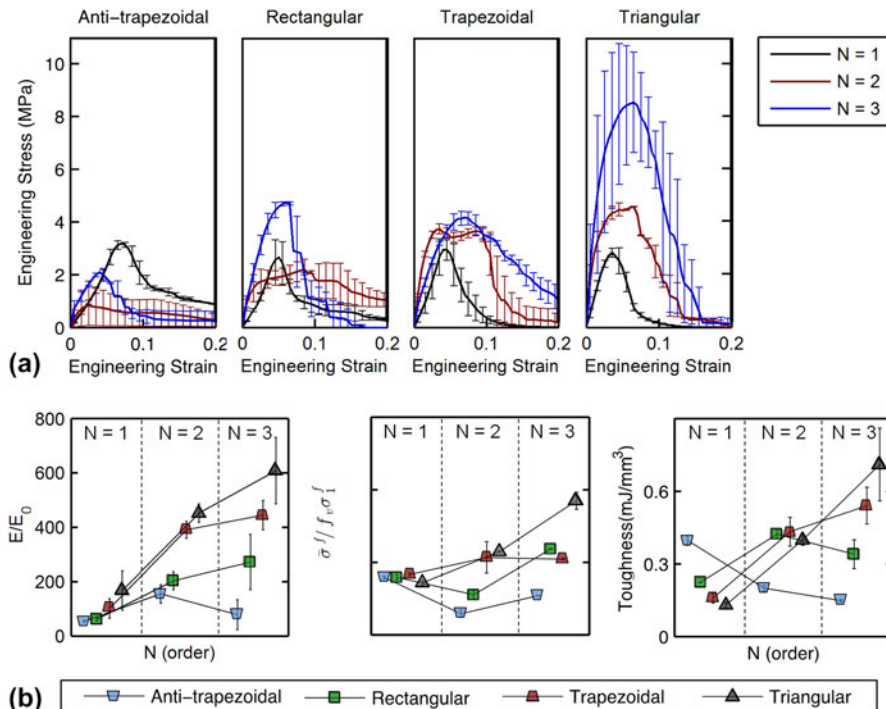 Anti-trapezoidal Rectangular Trapezoidal Triangular
10
8
6
4
2
0
Engineering Stress (MPa)
0 0.1 0.2 0 0.1 0.2 0 0.1 0.2 0 0.1 0.2
Engineering Strain Engineering Strain Engineering Strain Engineering Strain
N = 1
N = 2
N = 3
(a)
800
600
400
200
0
E/E0
N = 1 N = 2 N = 3
N (order)
σ̄ f / f v σ 1 f
N = 1 N = 2 N = 3
Toughness(mJ/mm³)
0.6
0.3
0
N = 1 N = 2 N = 3
N (order)
(b)
Anti-trapezoidal Rectangular Trapezoidal Triangular